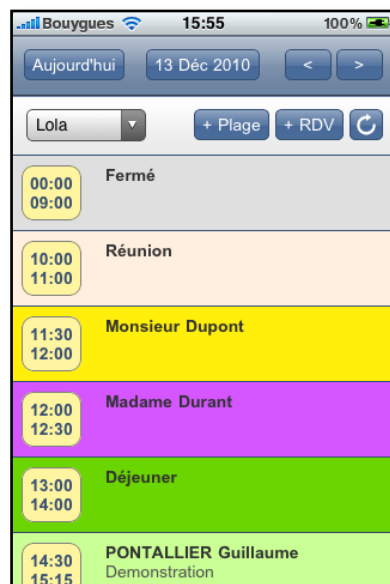 Bouygues 15:55 100%
Aujourd'hui 13 Déc 2010 < >
Lola + Plage + RDV
00:00 Fermé
09:00
10:00 Réunion
11:00
11:30 Monsieur Dupont
12:00
12:00 Madame Durant
12:30
13:00 Déjeuner
14:00
14:30 PONTALLIER Guillaume
15:15 Demonstration